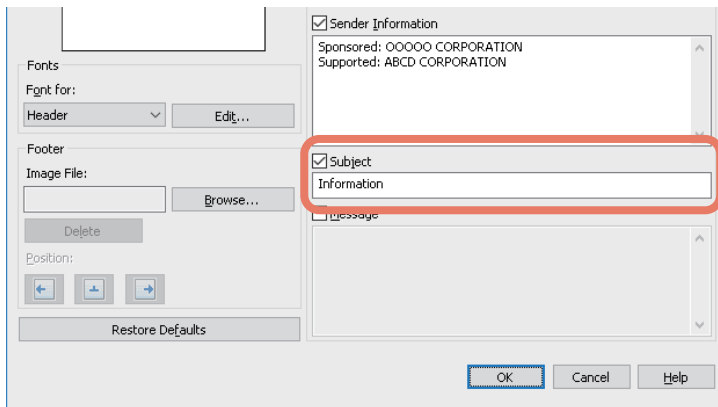 Sender Information
Sponsored: OOOOO CORPORATION
Supported: ABCD CORPORATION
Fonts
Font for:
Header
Edit...
Footer
Image File:
Browse...
Delete
Position:
Restore Defaults
Subject
Information
Message
OK
Cancel
Help